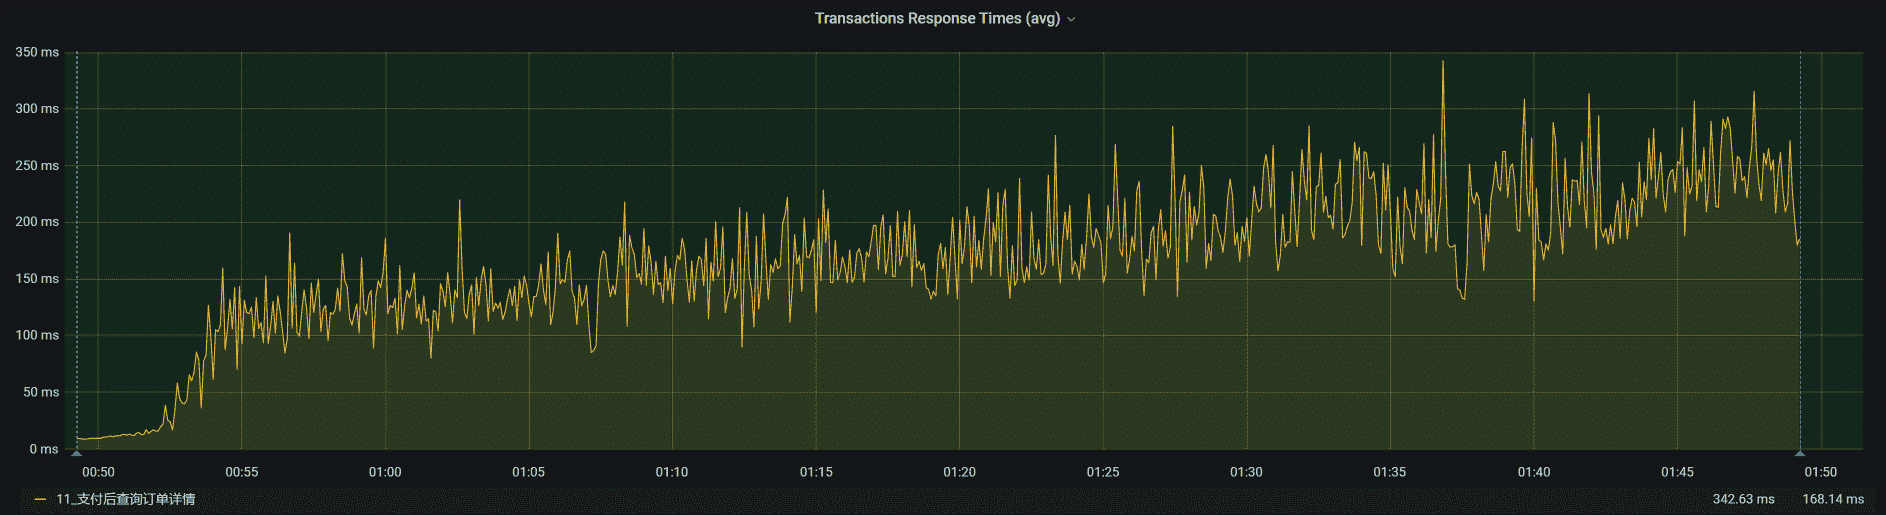 Transactions Response Times (avg)
350 ms
300 ms
250 ms
200 ms
150 ms
100 ms
50 ms
0 ms
00:50 00:55 01:00 01:05 01:10 01:15 01:20 01:25 01:30 01:35 01:40 01:45 01:50
11_支付后查询订单详情 342.63 ms 168.14 ms